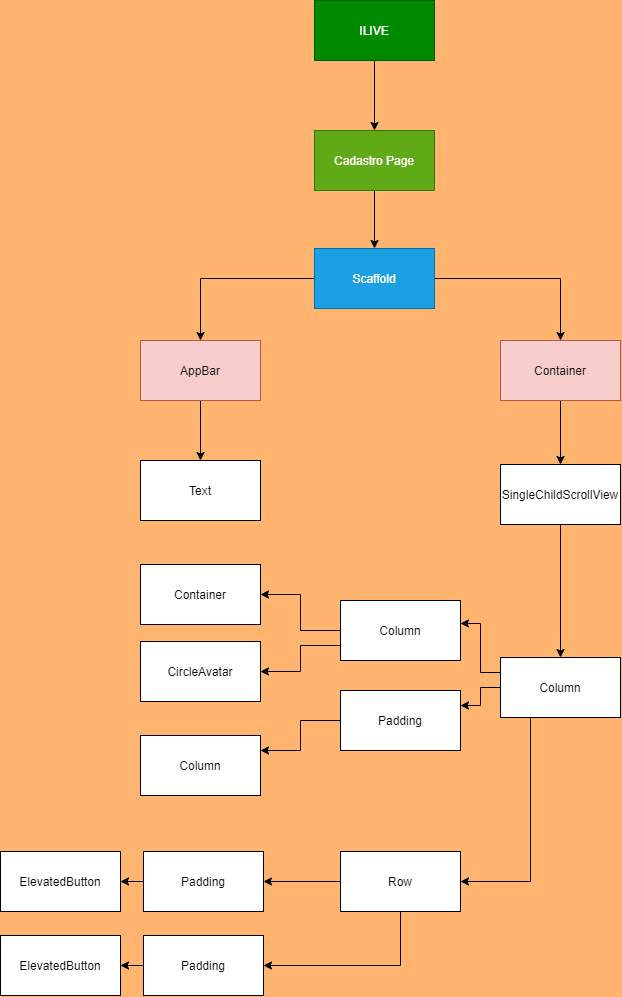 ILIVE
Cadastro Page
Scaffold
AppBar
Container
Text
SingleChildScrollView
Container
Column
CircleAvatar
Column
Padding
Column
ElevatedButton
Padding
Row
ElevatedButton
Padding